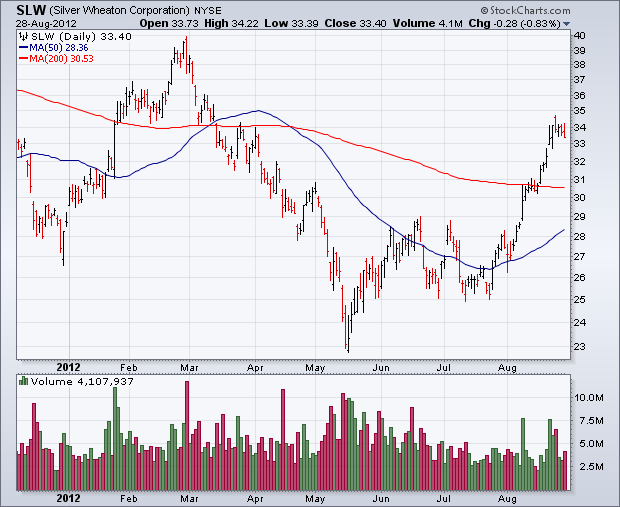 SLW (Silver Wheaton Corporation) NYSE © StockCharts.com
28-Aug-2012 Open 33.73 High 34.22 Low 33.39 Close 33.40 Volume 4.1M Chg -0.28 (-0.83%)
SLW (Daily) 33.40
MA(50) 28.36
MA(200) 30.53
40
39
38
37
36
35
34
33
32
31
30
29
28
27
26
25
24
23
2012 Feb Mar Apr May Jun Jul Aug
Volume 4,107,937
10.0M
7.5M
5.0M
2.5M
2012 Feb Mar Apr May Jun Jul Aug